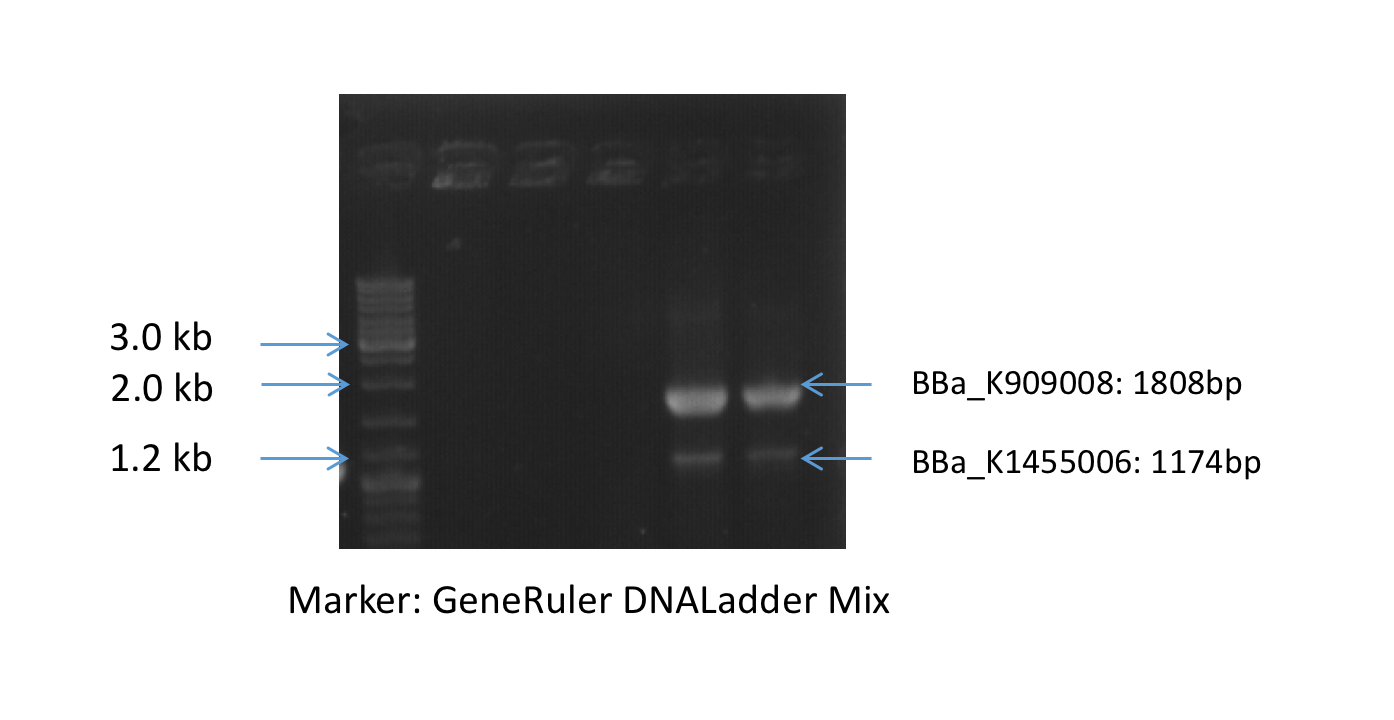 3.0 kb
2.0 kb
BBa_K909008: 1808bp
1.2 kb
BBa_K1455006: 1174bp
Marker: GeneRuler DNALadder Mix